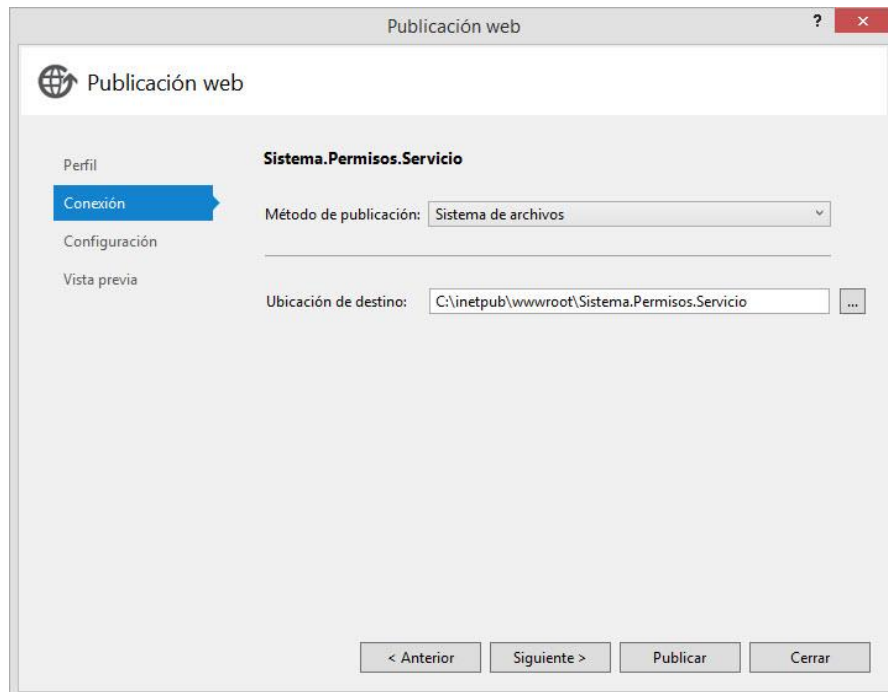 Publicación web
?
×
Publicación web
Perfil
Conexión
Configuración
Vista previa
Sistema.Permisos.Servicio
Método de publicación: Sistema de archivos
Ubicación de destino: C:\inetpub\wwwroot\Sistema.Permisos.Servicio ...
< Anterior Siguiente > Publicar Cerrar